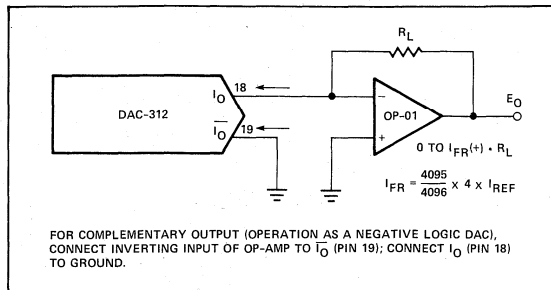 R_L
18
I_O
DAC-312
I̅_O̅
19
−
OP-01
+
E_O
0 TO I_FR(+) • R_L
I_FR = 4095/4096 x 4 x I_REF
FOR COMPLEMENTARY OUTPUT (OPERATION AS A NEGATIVE LOGIC DAC),
CONNECT INVERTING INPUT OF OP-AMP TO I̅_O̅ (PIN 19); CONNECT I_O (PIN 18)
TO GROUND.